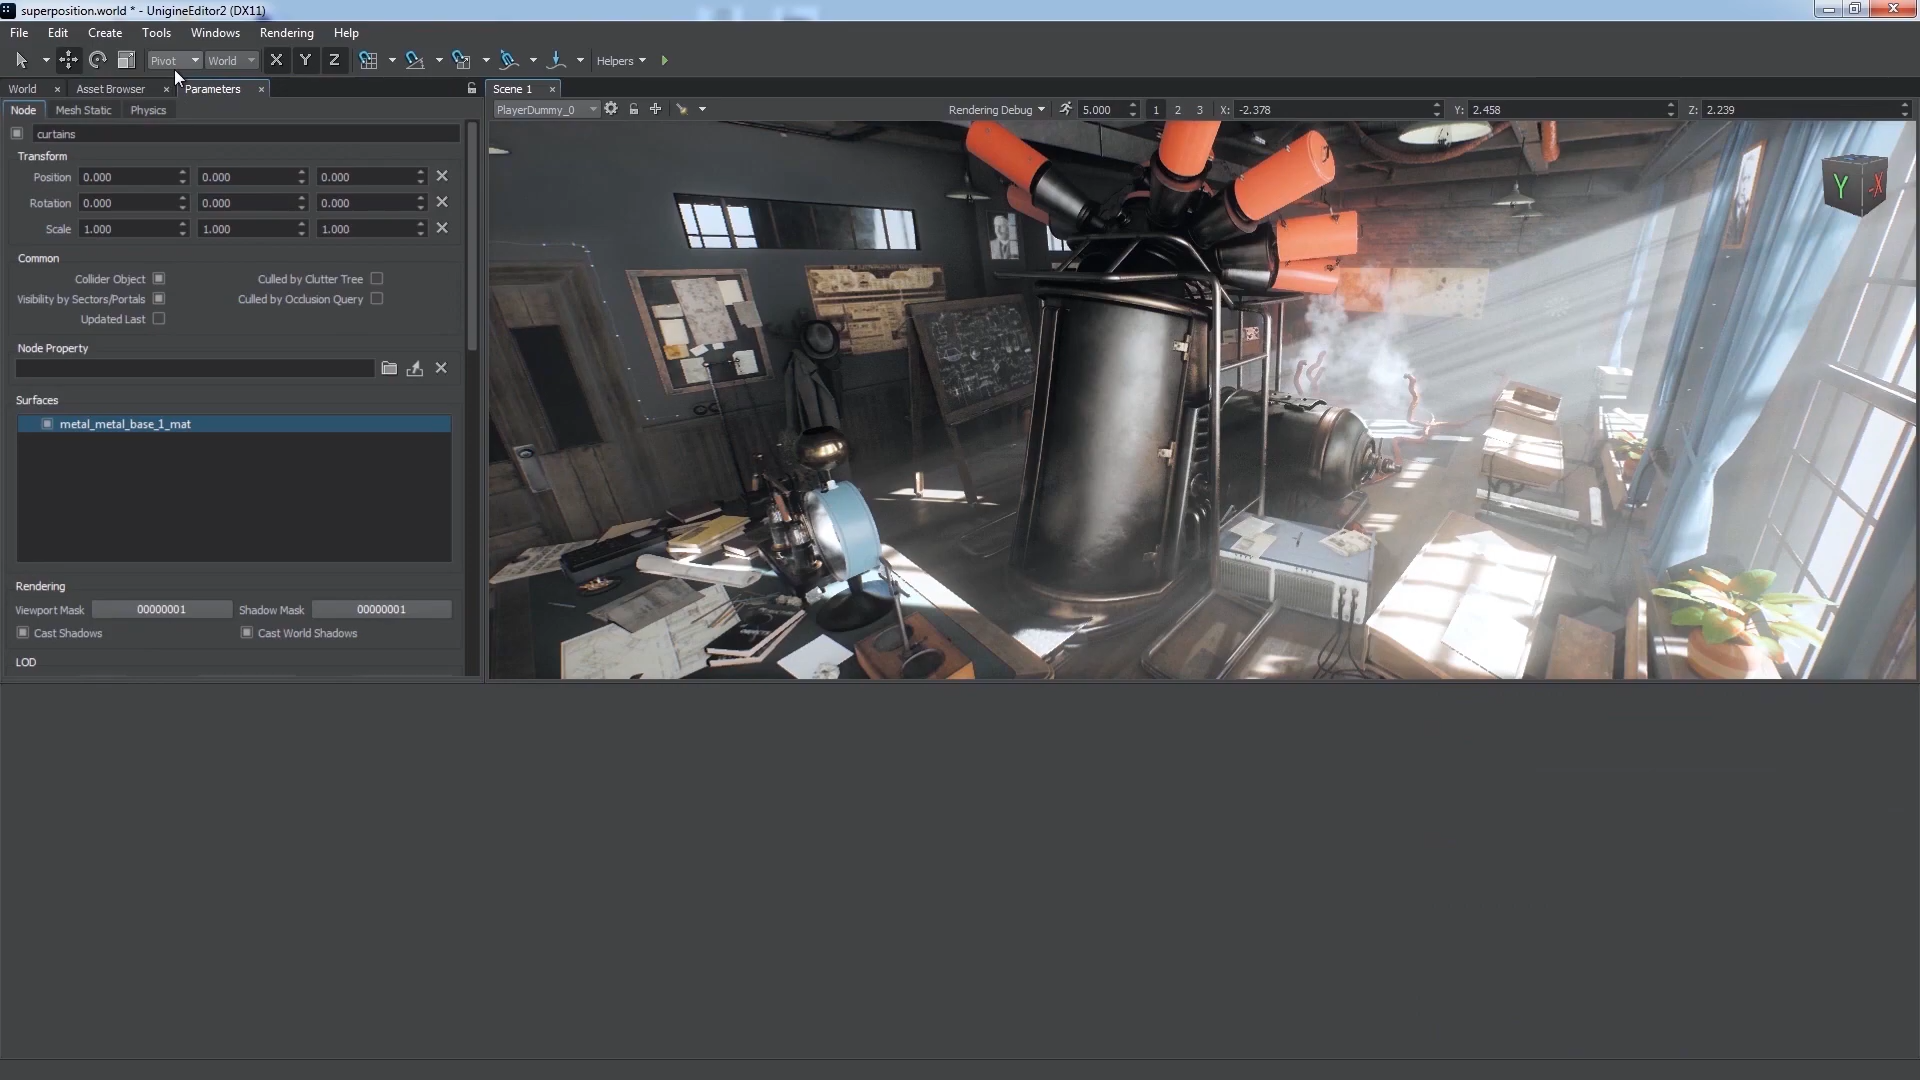 superposition.world * - UnigineEditor2 (DX11)
File Edit Create Tools Windows Rendering Help
Pivot World X Y Z Helpers
World Asset Browser Parameters Scene 1
Node Mesh Static Physics
PlayerDummy_0 Rendering Debug 5.000 1 2 3 X: -2.378 Y: 2.458 Z: 2.239
curtains
Transform
Position 0.000 0.000 0.000
Rotation 0.000 0.000 0.000
Scale 1.000 1.000 1.000
Common
Collider Object Culled by Clutter Tree
Visibility by Sectors/Portals Culled by Occlusion Query
Updated Last
Node Property
Surfaces
metal_metal_base_1_mat
Rendering
Viewport Mask 00000001 Shadow Mask 00000001
Cast Shadows Cast World Shadows
LOD
Y -X